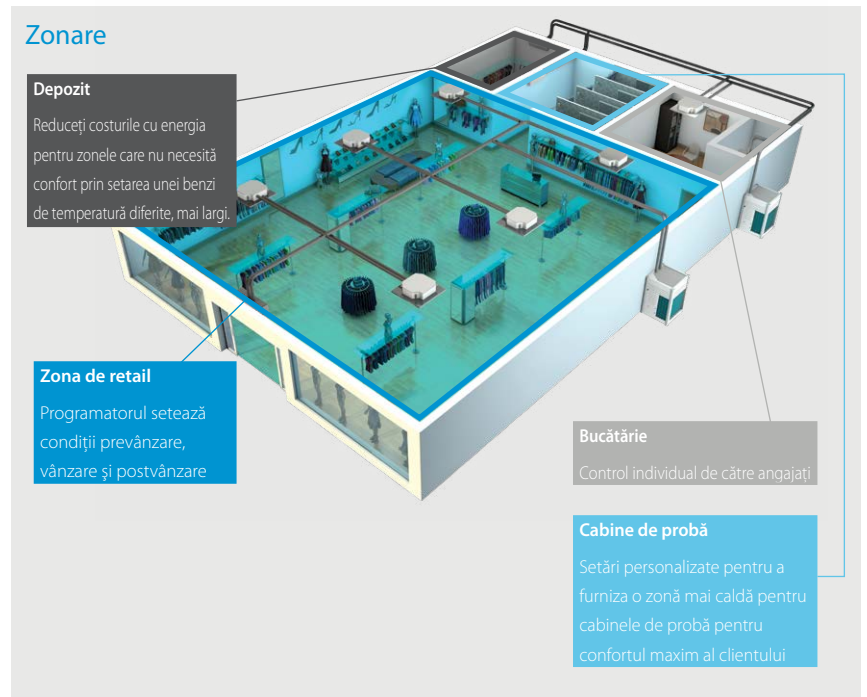 Zonare
Depozit
Reduceți costurile cu energia
pentru zonele care nu necesită
confort prin setarea unei benzi
de temperatură diferite, mai largi.
Zona de retail
Programatorul setează
condiții prevânzare,
vânzare şi postvânzare
Bucătărie
Control individual de către angajați
Cabine de probă
Setări personalizate pentru a
furniza o zonă mai caldă pentru
cabinele de probă pentru
confortul maxim al clientului